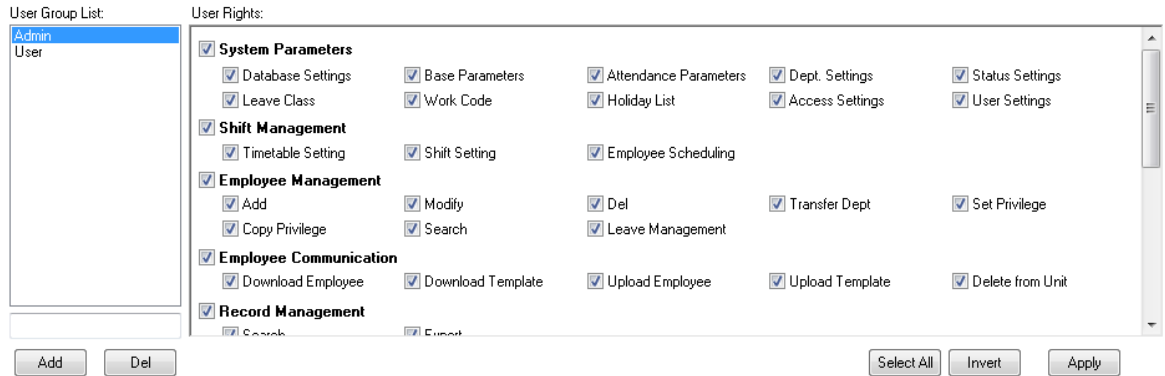 User Group List:
User Rights:
Admin
User
System Parameters
Database Settings Base Parameters Attendance Parameters Dept. Settings Status Settings
Leave Class Work Code Holiday List Access Settings User Settings
Shift Management
Timetable Setting Shift Setting Employee Scheduling
Employee Management
Add Modify Del Transfer Dept Set Privilege
Copy Privilege Search Leave Management
Employee Communication
Download Employee Download Template Upload Employee Upload Template Delete from Unit
Record Management
Search Export
Add Del Select All Invert Apply